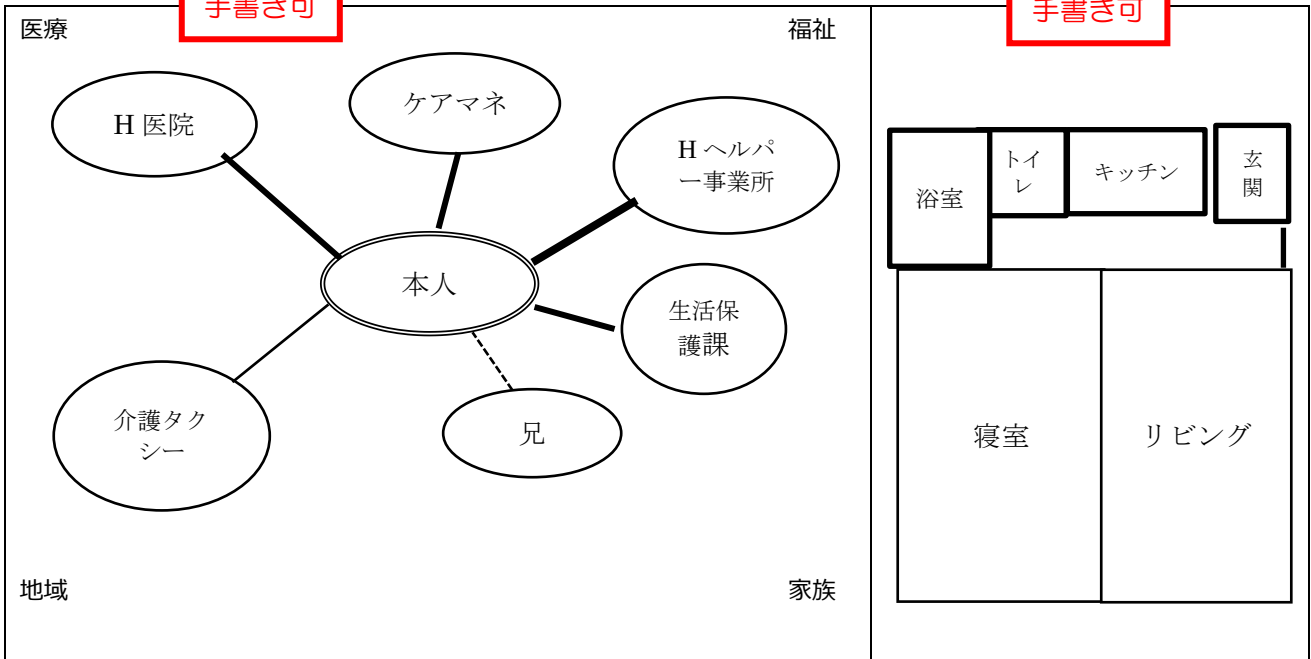 手書き可
手書き可
医療
福祉
H 医院
ケアマネ
H ヘルパ
ー事業所
本人
生活保
護課
介護タク
シー
兄
地域
家族
浴室
トイ
レ
キッチン
玄
関
寝室
リビング